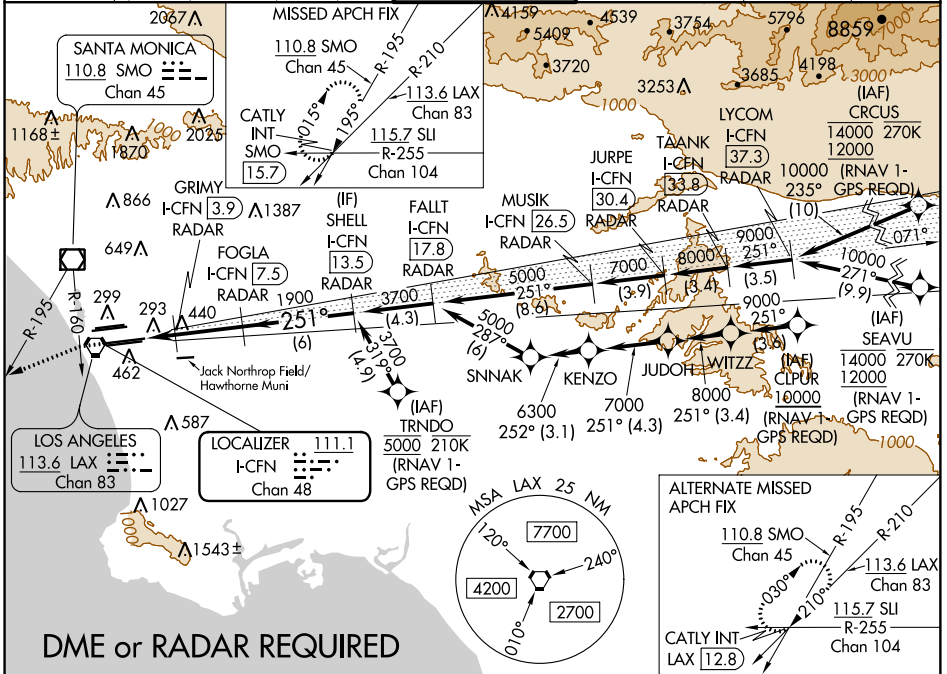 2067
SANTA MONICA
110.8 SMO
Chan 45
1168 ±
1870
2025
MISSED APCH FIX
110.8 SMO
Chan 45
R-195
R-210
113.6 LAX
Chan 83
015°
195°
CATLY
INT
SMO
15.7
115.7 SLI
R-255
Chan 104
4159
5409
4539
3720
3754
5796
8859
3253
3685
4198
3000
1000
1000
(IAF)
CRCUS
14000 270K
12000
(RNAV 1-
GPS REQD)
LYCOM
I-CFN
37.3
RADAR
TAANK
I-CFN
33.8
RADAR
JURPE
I-CFN
30.4
RADAR
MUSIK
I-CFN 26.5
RADAR
FALLT
I-CFN
17.8
RADAR
(IF)
SHELL
I-CFN
13.5
RADAR
GRIMY
I-CFN 3.9
RADAR
FOGLA
I-CFN 7.5
RADAR
866
1387
649
299
293
440
462
587
1027
1543 ±
1000
R-195
R-160
1900
251°
(6)
3700
(4.3)
5000
251°
(8.6)
7000
(3.9)
8000
(3.4)
9000
251°
(3.5)
10000
235°
(10)
071°
10000
271°
(9.9)
9000
251°
(3.6)
3700
319°
(4.9)
5000
287°
(6)
SNNAK
KENZO
JUDOH
WITZZ
6300
252° (3.1)
7000
251° (4.3)
8000
251° (3.4)
(IAF)
CLPUR
10000
(RNAV 1-
GPS REQD)
(IAF)
SEAVU
14000 270K
12000
(RNAV 1-
GPS REQD)
1000
(IAF)
TRNDO
5000 210K
(RNAV 1-
GPS REQD)
Jack Northrop Field/
Hawthorne Muni
LOS ANGELES
113.6 LAX
Chan 83
LOCALIZER 111.1
I-CFN
Chan 48
MSA LAX 25 NM
120°
7700
240°
4200
2700
010°
ALTERNATE MISSED
APCH FIX
110.8 SMO
Chan 45
R-195
R-210
113.6 LAX
Chan 83
030°
210°
115.7 SLI
R-255
Chan 104
CATLY INT
LAX 12.8
DME or RADAR REQUIRED